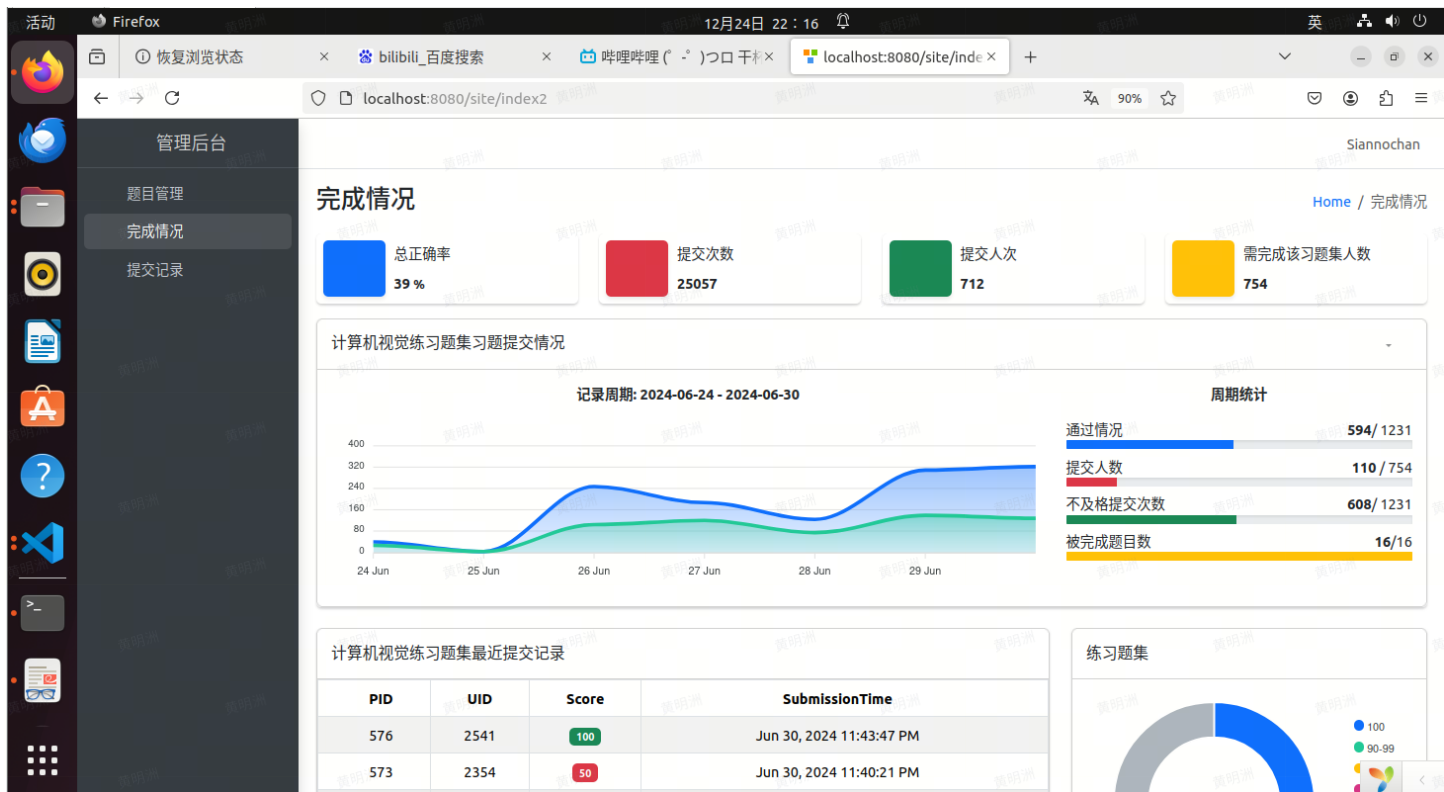 活动
Firefox
12月24日 22：16
英
恢复浏览状态
bilibili_百度搜索
哔哩哔哩 (゜-゜)つロ 干杯
localhost:8080/site/inde
localhost:8080/site/index2
90%
管理后台
Siannochan
题目管理
完成情况
提交记录
完成情况
Home / 完成情况
总正确率
39 %
提交次数
25057
提交人次
712
需完成该习题集人数
754
计算机视觉练习题集习题提交情况
记录周期: 2024-06-24 - 2024-06-30
周期统计
400
320
240
160
80
0
24 Jun
25 Jun
26 Jun
27 Jun
28 Jun
29 Jun
通过情况 594/ 1231
提交人数 110 / 754
不及格提交次数 608/ 1231
被完成题目数 16/16
计算机视觉练习题集最近提交记录
PID UID Score SubmissionTime
576 2541 100 Jun 30, 2024 11:43:47 PM
573 2354 50 Jun 30, 2024 11:40:21 PM
练习题集
100
90-99
黄明洲